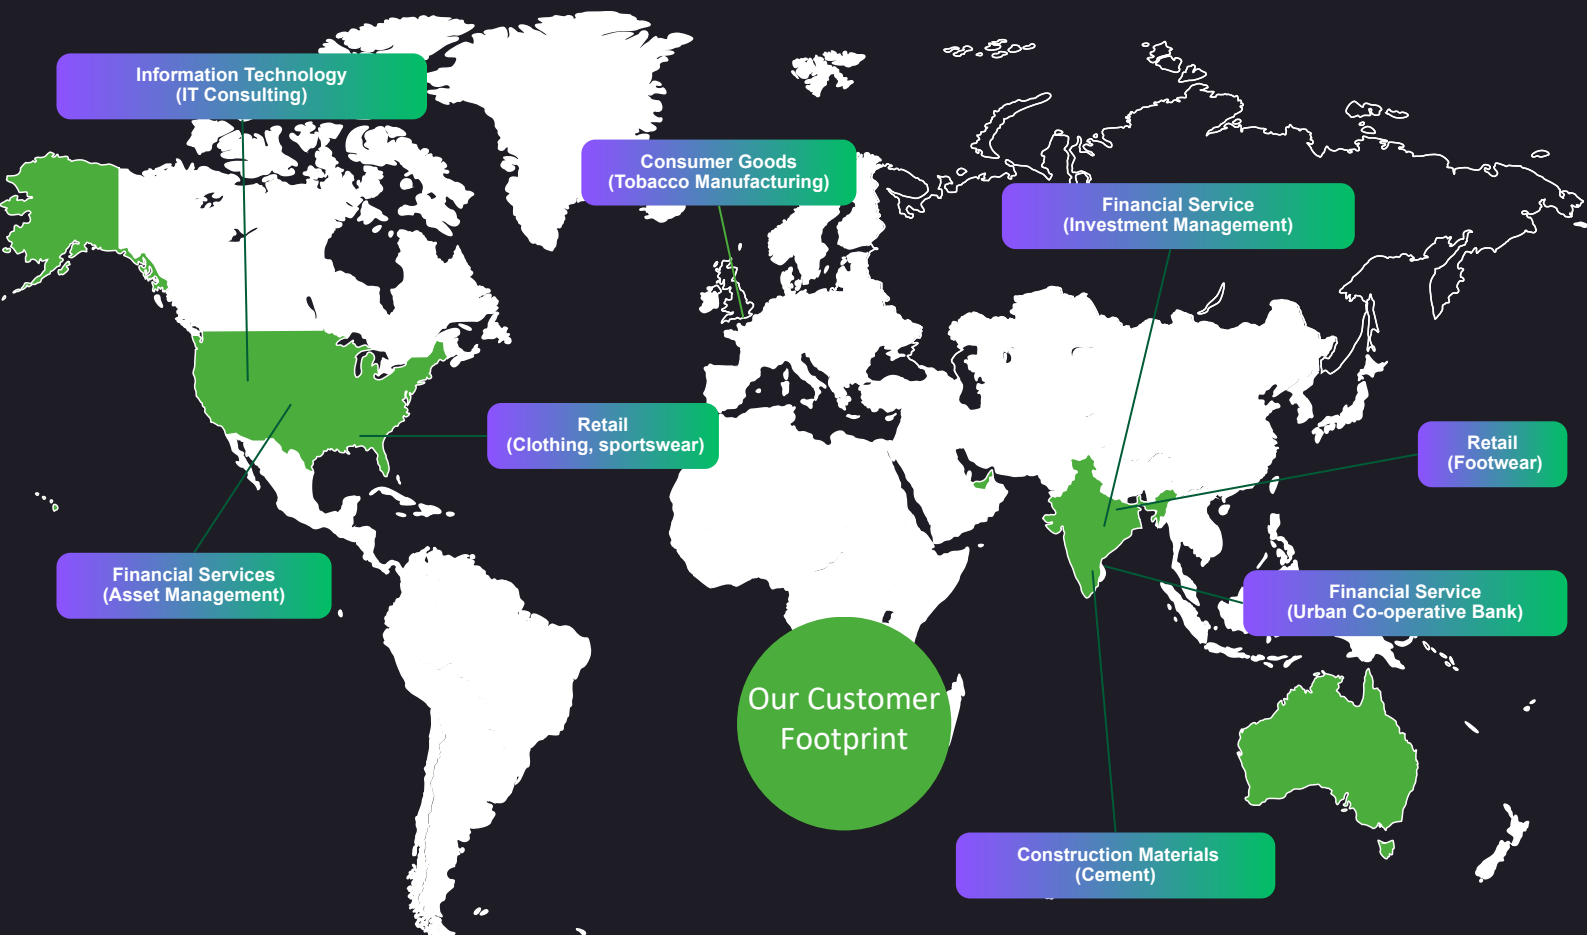 Information Technology
(IT Consulting)
Consumer Goods
(Tobacco Manufacturing)
Financial Service
(Investment Management)
Retail
(Clothing, sportswear)
Retail
(Footwear)
Financial Services
(Asset Management)
Financial Service
(Urban Co-operative Bank)
Our Customer
Footprint
Construction Materials
(Cement)